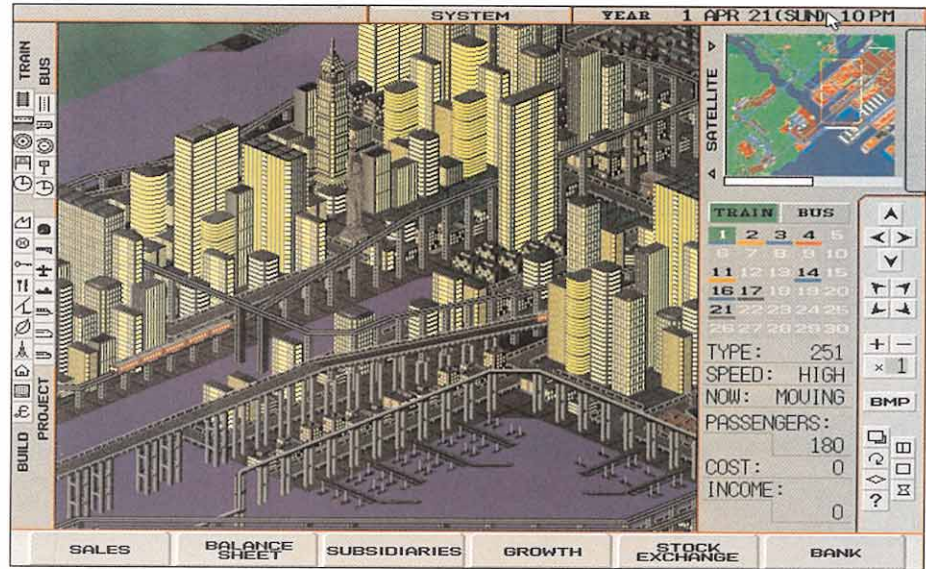 SYSTEM
YEAR 1 APR 21(SUN) 10PM
TRAIN
BUS
BUILD
PROJECT
SATELLITE
TRAIN BUS
1 2 3 4 5
6 7 8 9 10
11 12 13 14 15
16 17 18 19 20
21 22 23 24 25
26 27 28 29 30
TYPE: 251
SPEED: HIGH
NOW: MOVING
PASSENGERS:
180
COST: 0
INCOME:
0
+ −
× 1
BMP
?
SALES
BALANCE SHEET
SUBSIDIARIES
GROWTH
STOCK EXCHANGE
BANK